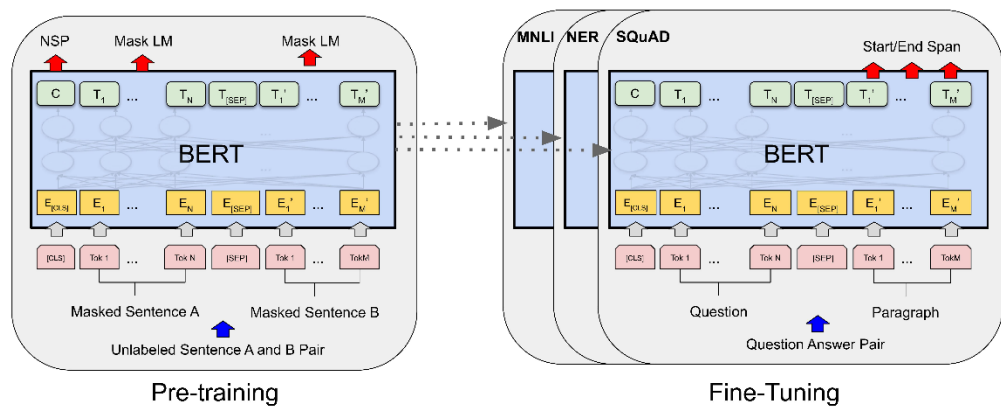 NSP Mask LM Mask LM
C T1 ... TN T[SEP] T1' ... TM'
...
...
BERT
E[CLS] E1 ... EN E[SEP] E1' ... EM'
[CLS] Tok 1 ... Tok N [SEP] Tok 1 ... TokM
Masked Sentence A Masked Sentence B
Unlabeled Sentence A and B Pair
Pre-training
MNLI NER SQuAD
Start/End Span
C T1 ... TN T[SEP] T1' ... TM'
...
...
BERT
E[CLS] E1 ... EN E[SEP] E1' ... EM'
[CLS] Tok 1 ... Tok N [SEP] Tok 1 ... TokM
Question Paragraph
Question Answer Pair
Fine-Tuning